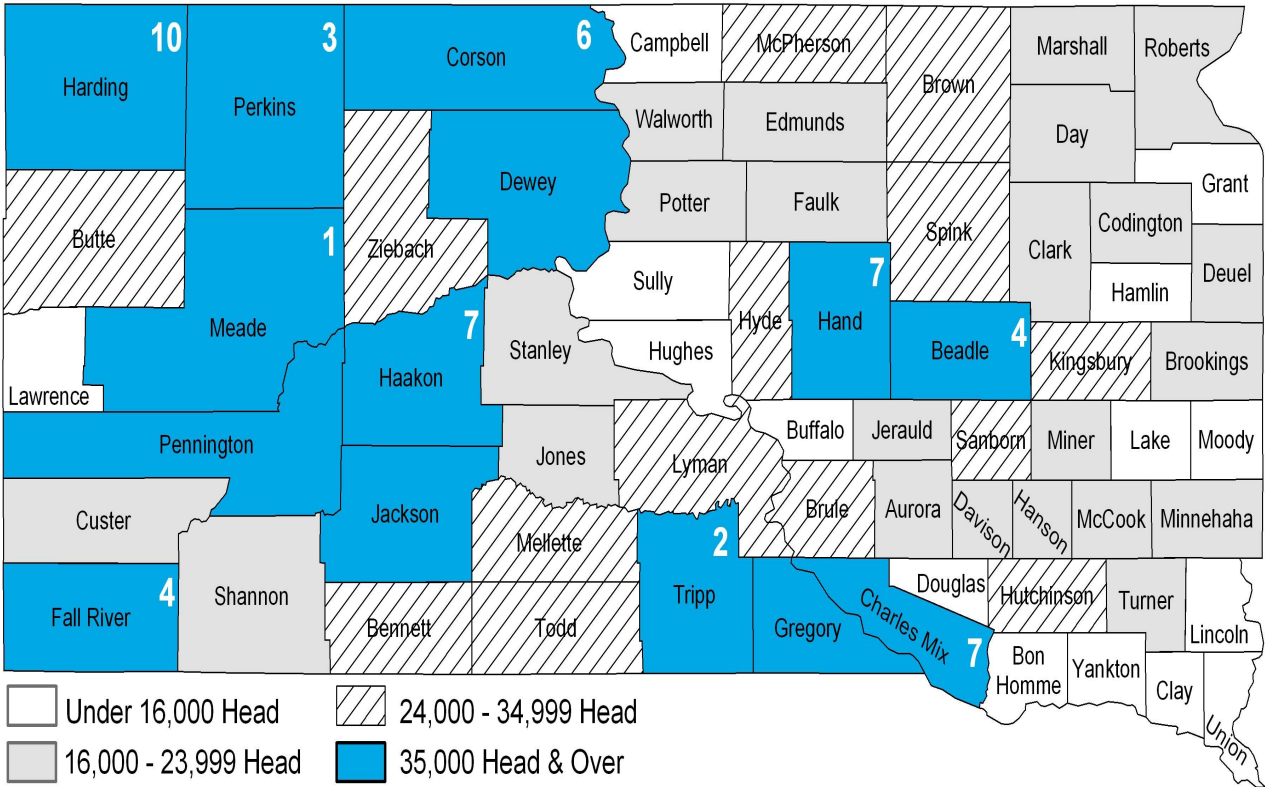 10
3
6
Harding
Perkins
Corson
Campbell
McPherson
Brown
Marshall
Roberts
Walworth
Edmunds
Day
Dewey
Potter
Faulk
Grant
Butte
1
Ziebach
Spink
Codington
Clark
Deuel
Sully
7
Hamlin
Meade
7
Hyde
Hand
4
Stanley
Hughes
Beadle
Kingsbury
Brookings
Haakon
Lawrence
Pennington
Jones
Lyman
Buffalo
Jerauld
Sanborn
Miner
Lake
Moody
Custer
Jackson
Mellette
Brule
Aurora
Davison
Hanson
McCook
Minnehaha
2
4
Fall River
Shannon
Bennett
Todd
Tripp
Gregory
Charles Mix
7
Douglas
Hutchinson
Turner
Lincoln
Bon
Homme
Yankton
Clay
Union
Under 16,000 Head
24,000 - 34,999 Head
16,000 - 23,999 Head
35,000 Head & Over